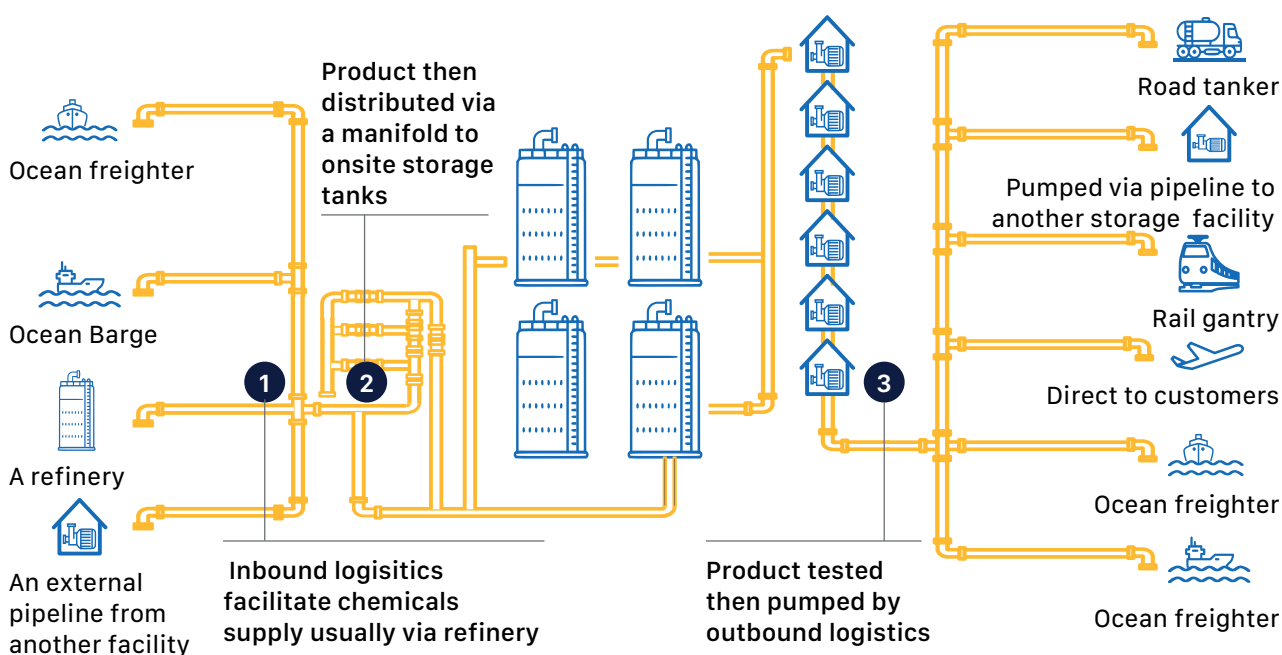 Ocean freighter
Ocean Barge
A refinery
An external
pipeline from
another facility
1
Inbound logisitics
facilitate chemicals
supply usually via refinery
Product then
distributed via
a manifold to
onsite storage
tanks
2
3
Product tested
then pumped by
outbound logistics
Road tanker
Pumped via pipeline to
another storage facility
Rail gantry
Direct to customers
Ocean freighter
Ocean freighter